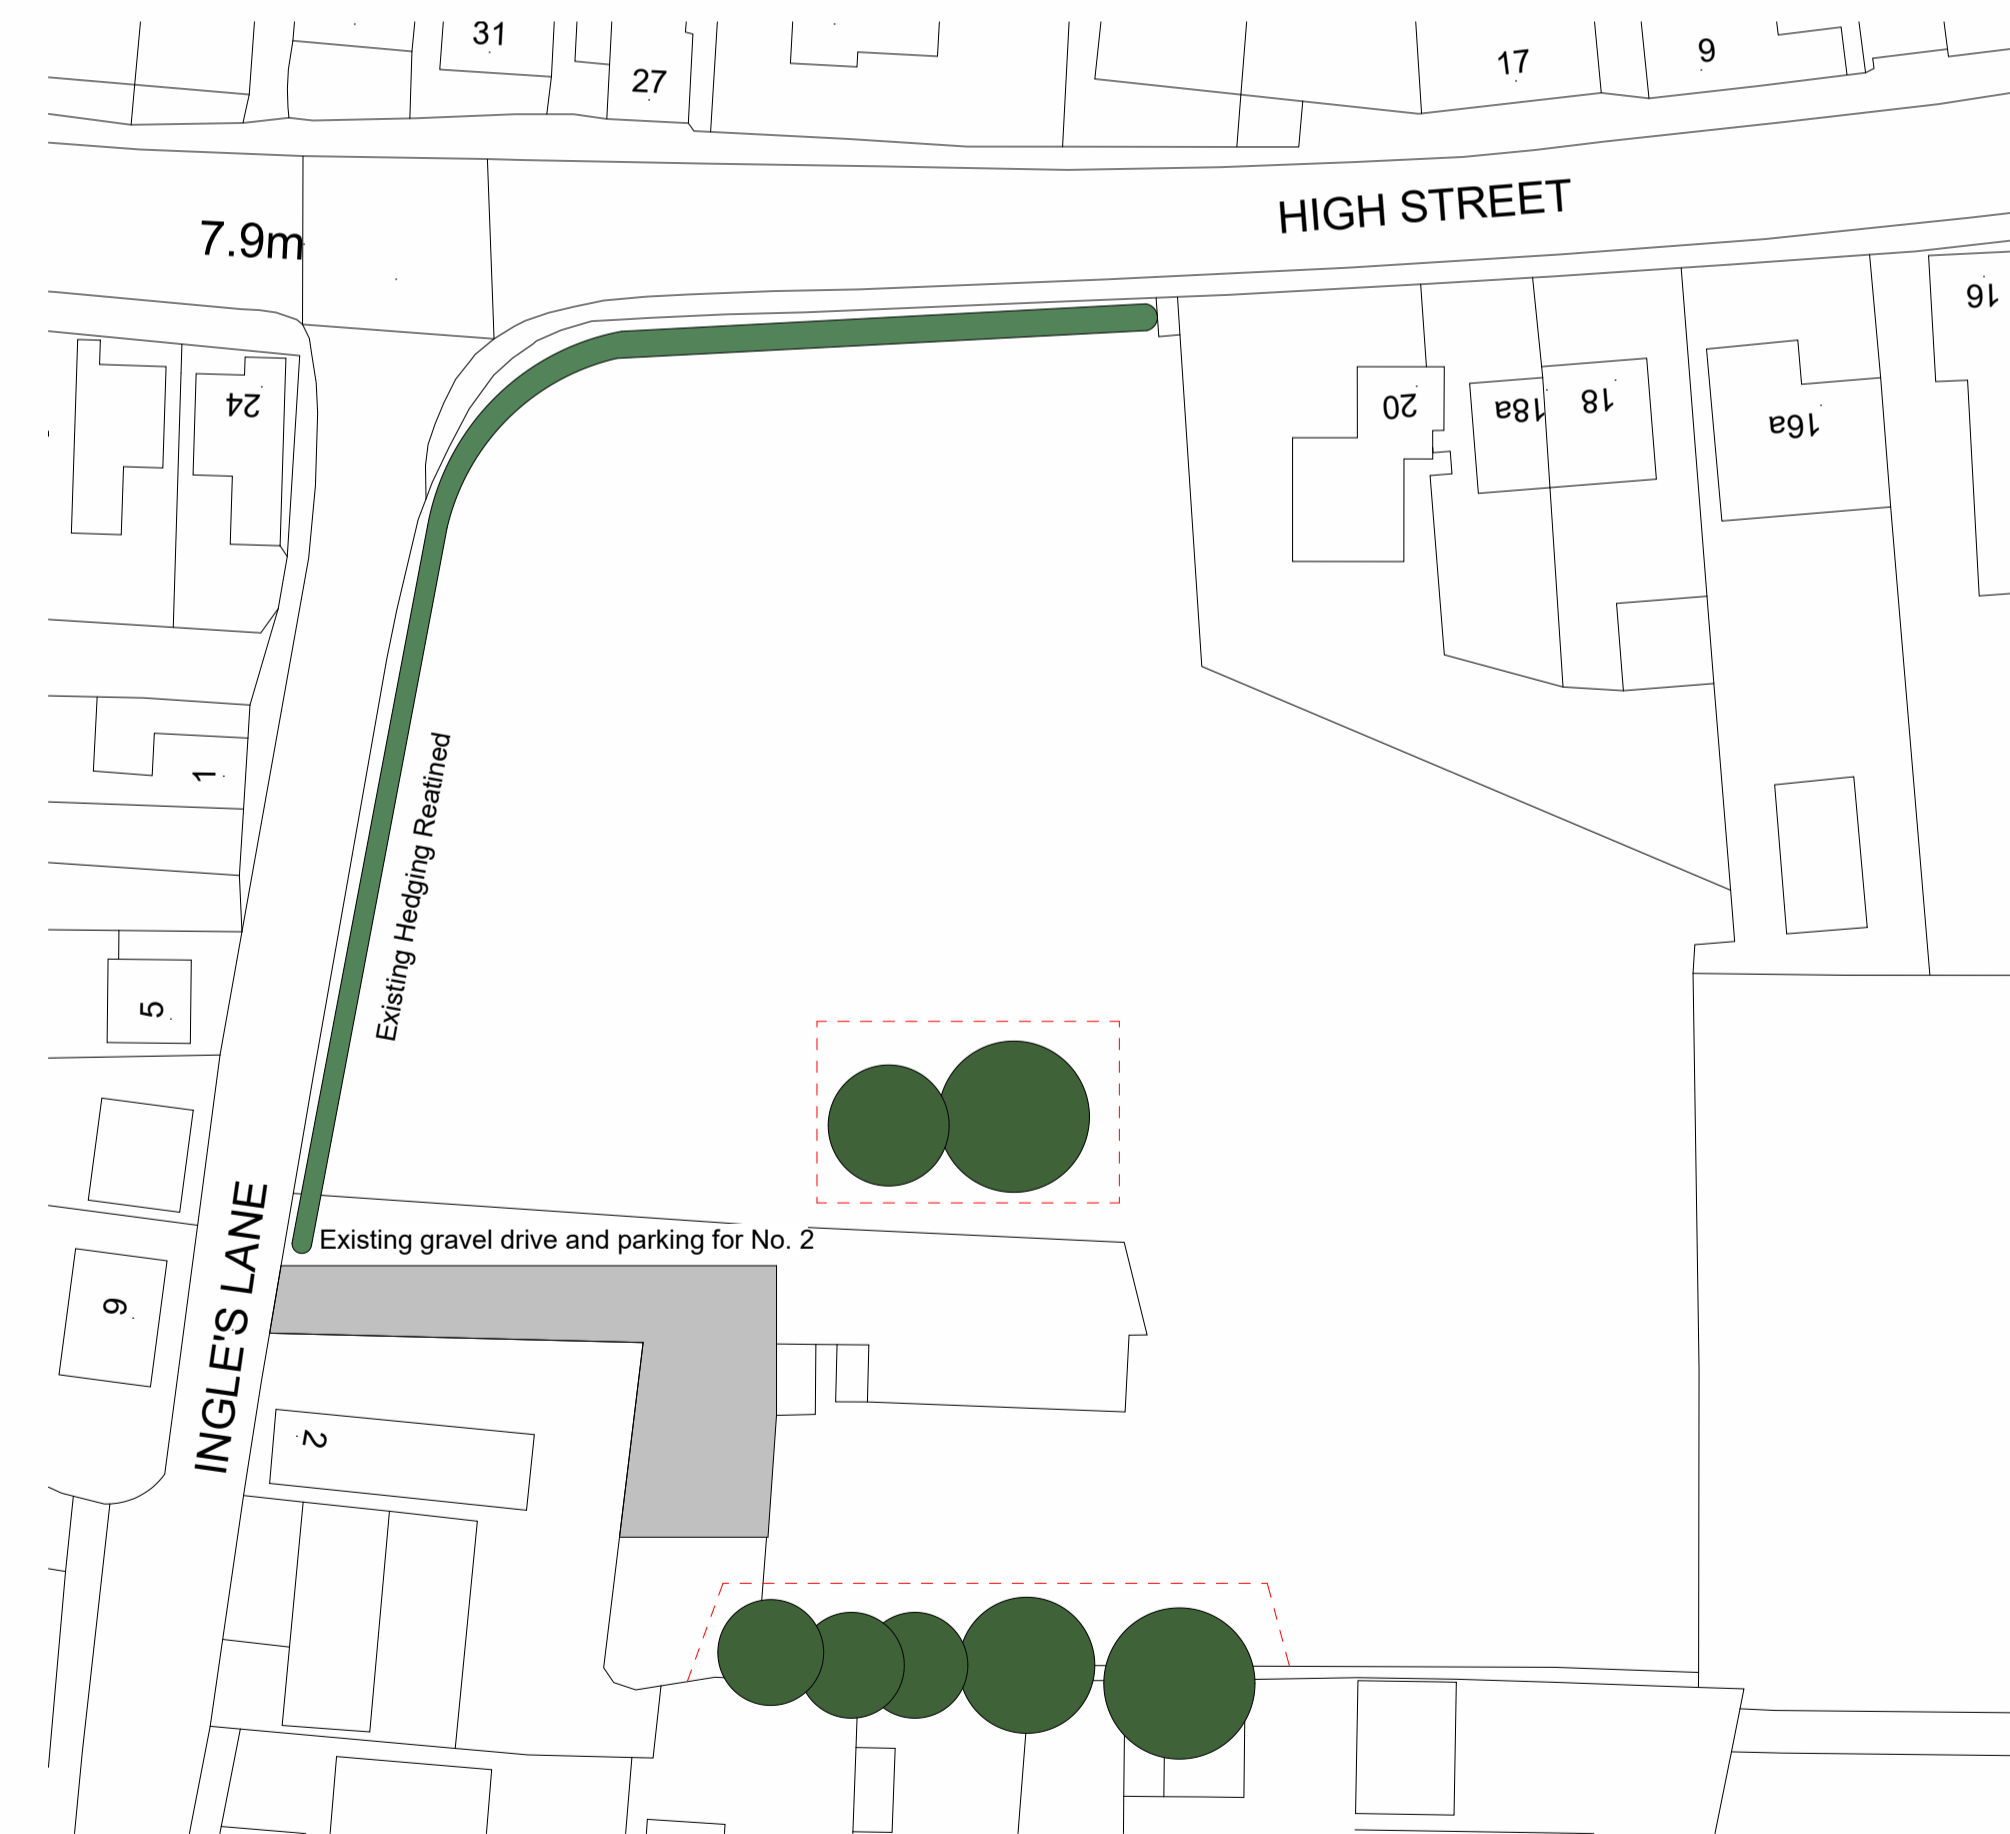 31
27
17
9
HIGH STREET
7.9m
16
24
20
18a
18
16a
Existing Hedging Reatined
1
5
Existing gravel drive and parking for No. 2
INGLE'S LANE
9
2